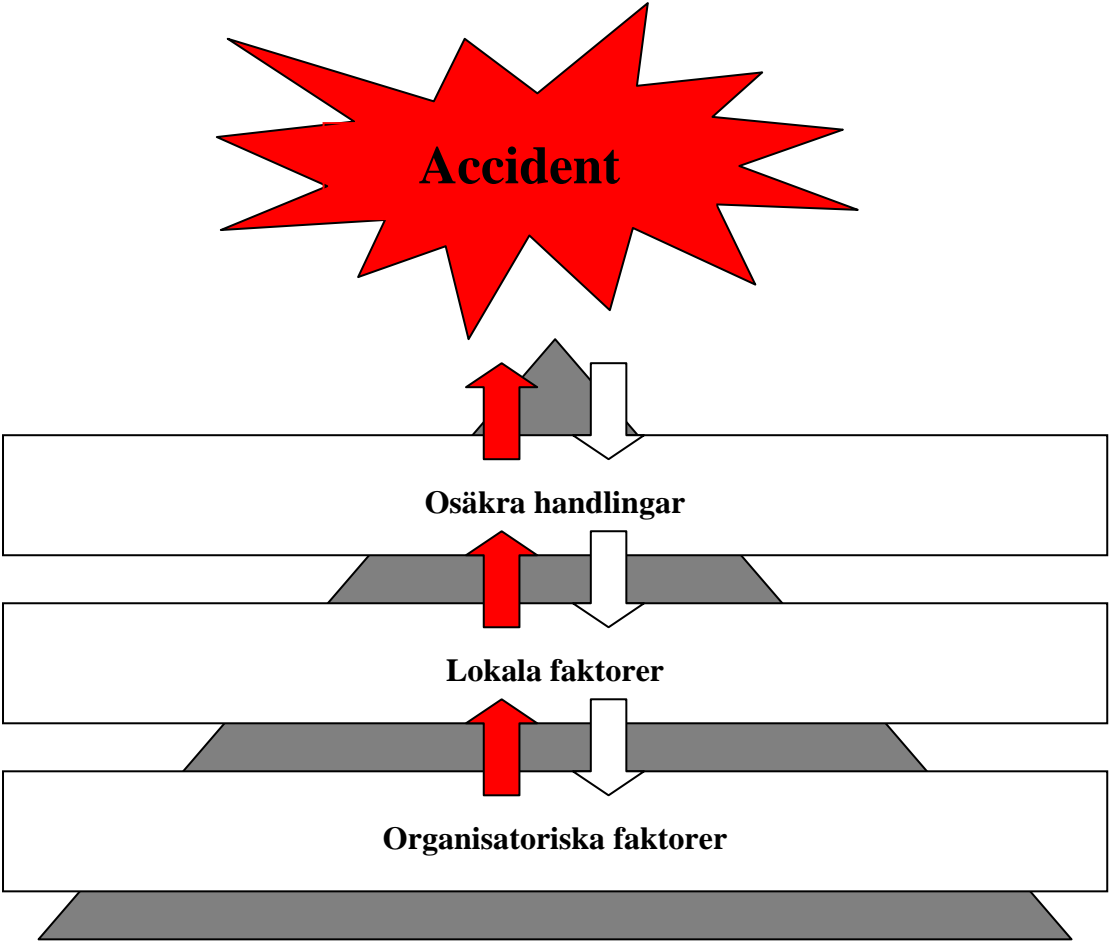 Accident
Osäkra handlingar
Lokala faktorer
Organisatoriska faktorer